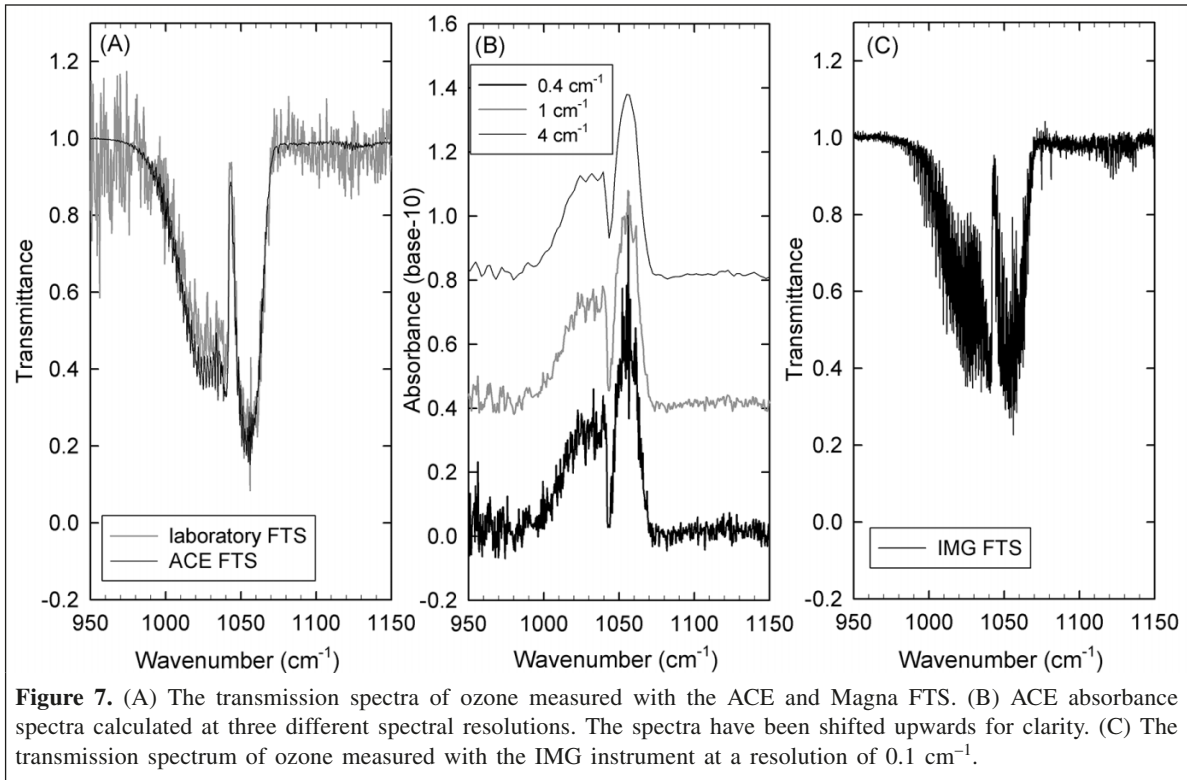 (A)
1.2
1.0
0.8
0.6
0.4
0.2
0.0
-0.2
Transmittance
laboratory FTS
ACE FTS
950 1000 1050 1100 1150
Wavenumber (cm⁻¹)
(B)
1.6
1.4
1.2
1.0
0.8
0.6
0.4
0.2
0.0
-0.2
Absorbance (base-10)
0.4 cm⁻¹
1 cm⁻¹
4 cm⁻¹
950 1000 1050 1100 1150
Wavenumber (cm⁻¹)
(C)
1.2
1.0
0.8
0.6
0.4
0.2
0.0
-0.2
Transmittance
IMG FTS
950 1000 1050 1100 1150
Wavenumber (cm⁻¹)
Figure 7. (A) The transmission spectra of ozone measured with the ACE and Magna FTS. (B) ACE absorbance
spectra calculated at three different spectral resolutions. The spectra have been shifted upwards for clarity. (C) The
transmission spectrum of ozone measured with the IMG instrument at a resolution of 0.1 cm⁻¹.